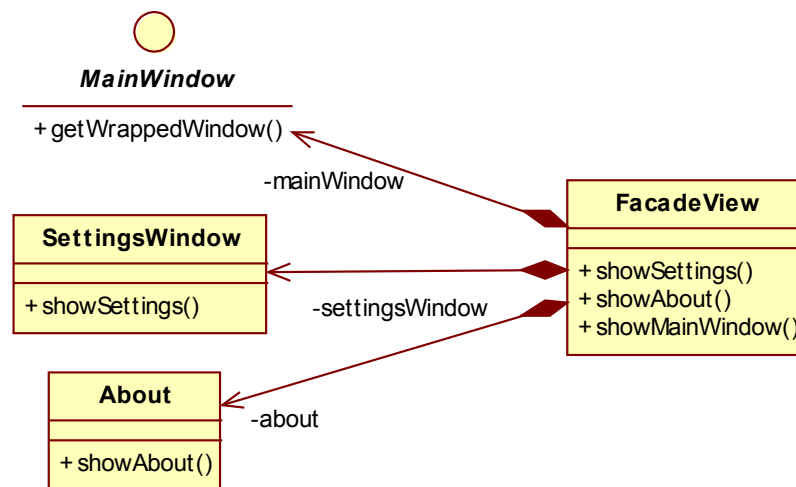 MainWindow
+ getWrappedWindow()
-mainWindow
FacadeView
+ showSettings()
+ showAbout()
+ showMainWindow()
SettingsWindow
+ showSettings()
-settingsWindow
About
+ showAbout()
-about